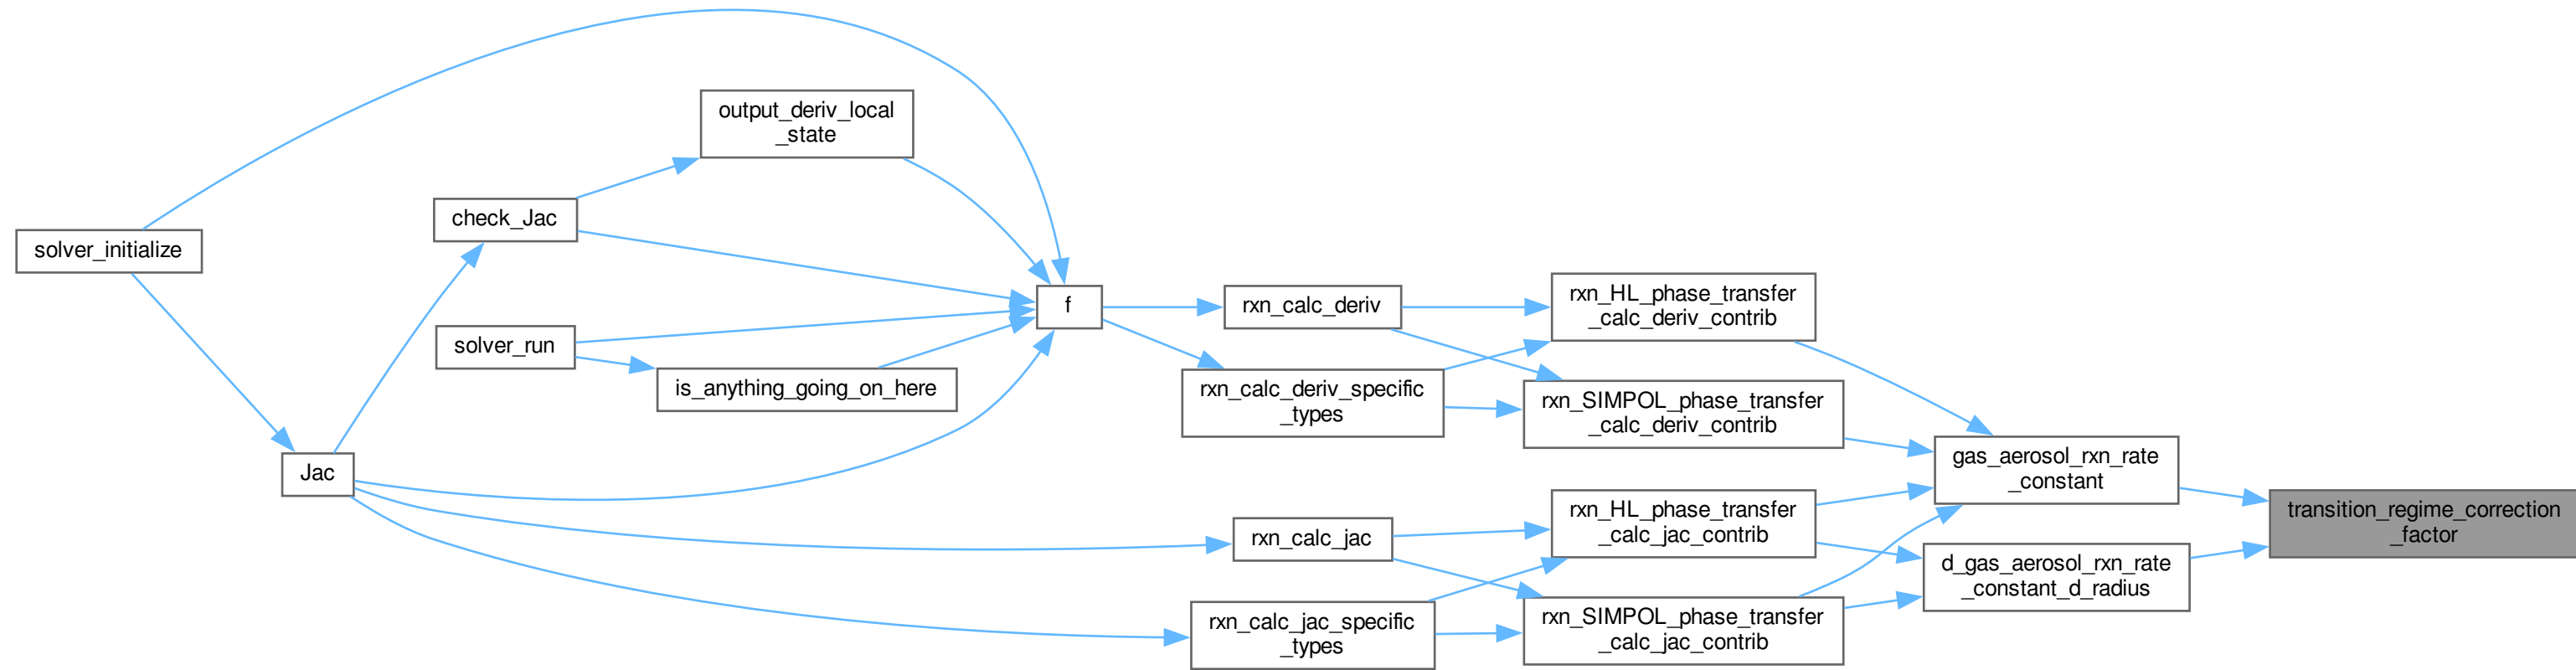 output_deriv_local
_state
check_Jac
solver_initialize
f
rxn_calc_deriv
rxn_HL_phase_transfer
_calc_deriv_contrib
solver_run
is_anything_going_on_here
rxn_calc_deriv_specific
_types
rxn_SIMPOL_phase_transfer
_calc_deriv_contrib
Jac
gas_aerosol_rxn_rate
_constant
rxn_calc_jac
rxn_HL_phase_transfer
_calc_jac_contrib
transition_regime_correction
_factor
d_gas_aerosol_rxn_rate
_constant_d_radius
rxn_calc_jac_specific
_types
rxn_SIMPOL_phase_transfer
_calc_jac_contrib